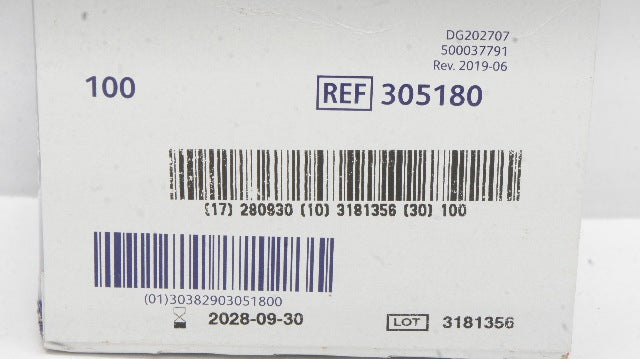 DG202707
500037791
Rev. 2019-06
100
REF 305180
(17) 280930 (10) 3181356 (30) 100
(01)30382903051800
2028-09-30
LOT 3181356